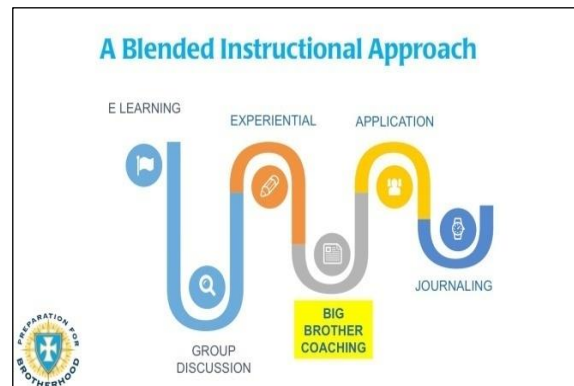 A Blended Instructional Approach
E LEARNING
EXPERIENTIAL
APPLICATION
GROUP
DISCUSSION
BIG
BROTHER
COACHING
JOURNALING
PREPARATION FOR
BROTHERHOOD